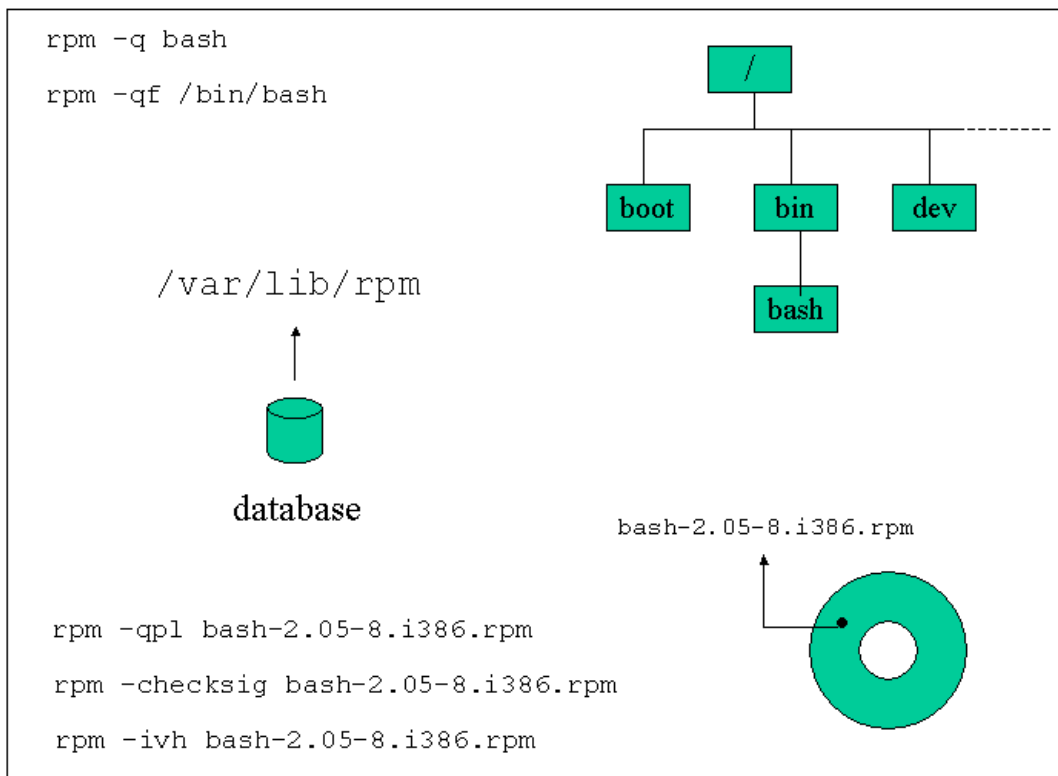 rpm -q bash
rpm -qf /bin/bash
/
boot
bin
dev
bash
/var/lib/rpm
database
bash-2.05-8.i386.rpm
rpm -qpl bash-2.05-8.i386.rpm
rpm -checksig bash-2.05-8.i386.rpm
rpm -ivh bash-2.05-8.i386.rpm